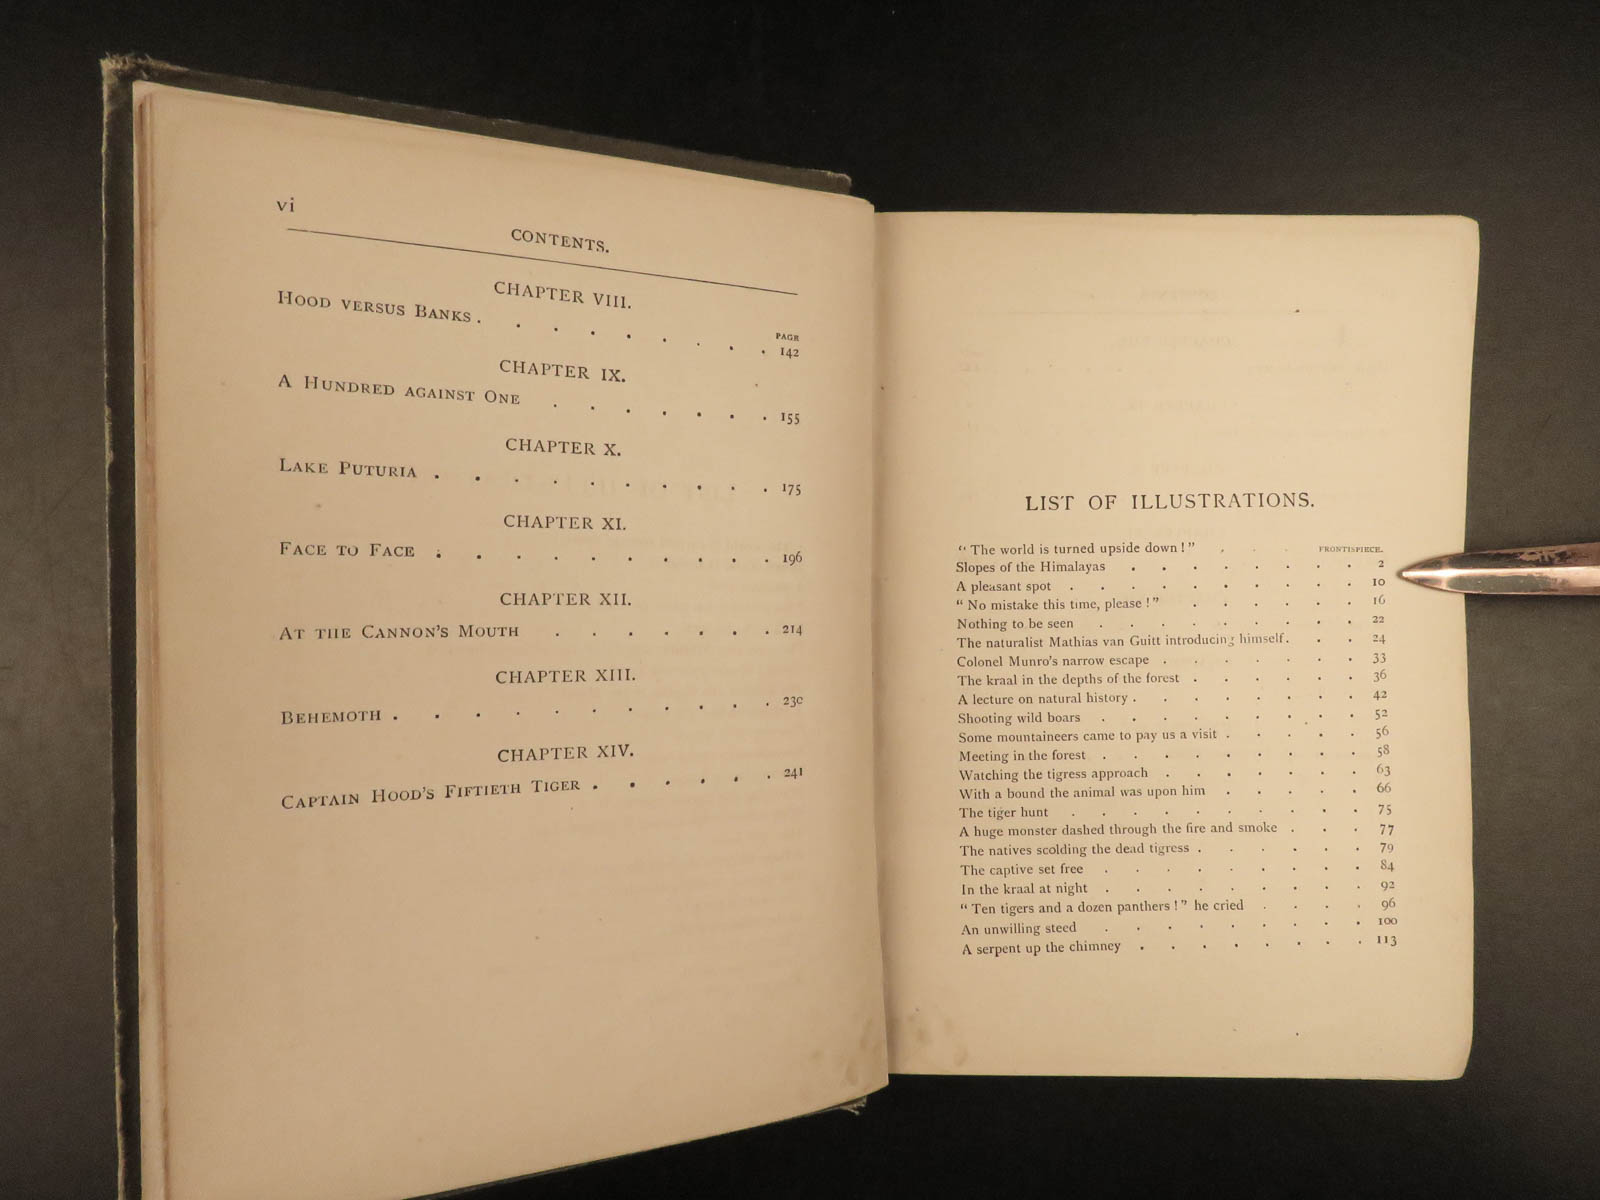 vi
CONTENTS.
CHAPTER VIII.
PAGE
HOOD VERSUS BANKS . . . . . . . . . 142
CHAPTER IX.
A HUNDRED AGAINST ONE . . . . . . . 155
CHAPTER X.
LAKE PUTURIA . . . . . . . . . . 175
CHAPTER XI.
FACE TO FACE . . . . . . . . . . 196
CHAPTER XII.
AT THE CANNON'S MOUTH . . . . . . . 214
CHAPTER XIII.
BEHEMOTH . . . . . . . . . . . 230
CHAPTER XIV.
CAPTAIN HOOD'S FIFTIETH TIGER . . . . . . 241
LIST OF ILLUSTRATIONS.
"The world is turned upside down!" . . . FRONTISPIECE.
Slopes of the Himalayas . . . . . . . . 2
A pleasant spot . . . . . . . . . . 10
"No mistake this time, please!" . . . . . . 16
Nothing to be seen . . . . . . . . . 22
The naturalist Mathias van Guitt introducing himself . . . 24
Colonel Munro's narrow escape . . . . . . . 33
The kraal in the depths of the forest . . . . . . 36
A lecture on natural history . . . . . . . . 42
Shooting wild boars . . . . . . . . . 52
Some mountaineers came to pay us a visit . . . . . 56
Meeting in the forest . . . . . . . . . 58
Watching the tigress approach . . . . . . . 63
With a bound the animal was upon him . . . . . 66
The tiger hunt . . . . . . . . . . 75
A huge monster dashed through the fire and smoke . . . 77
The natives scolding the dead tigress . . . . . . 79
The captive set free . . . . . . . . . 84
In the kraal at night . . . . . . . . . 92
"Ten tigers and a dozen panthers!" he cried . . . . 96
An unwilling steed . . . . . . . . . 100
A serpent up the chimney . . . . . . . . 113